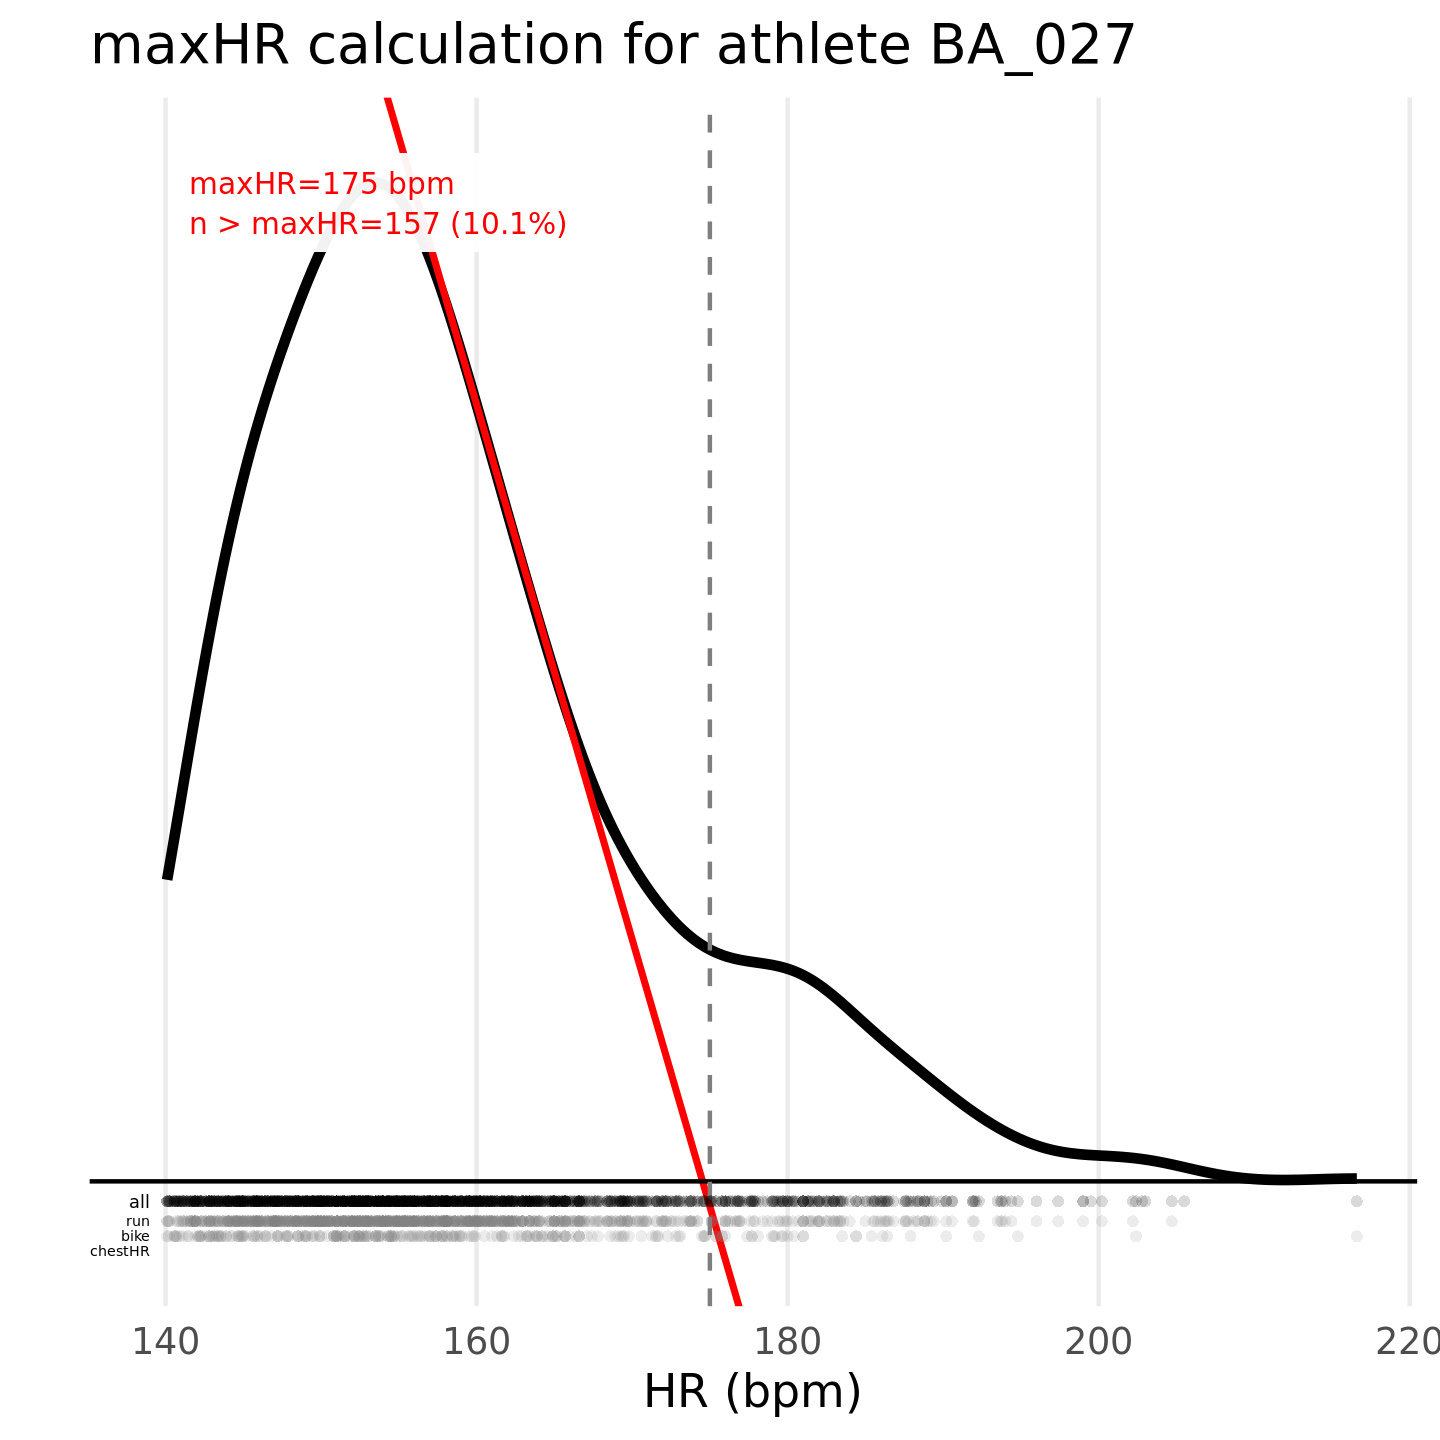 maxHR calculation for athlete BA_027
maxHR=175 bpm
n > maxHR=157 (10.1%)
all
run
bike
chestHR
140 160 180 200 220
HR (bpm)